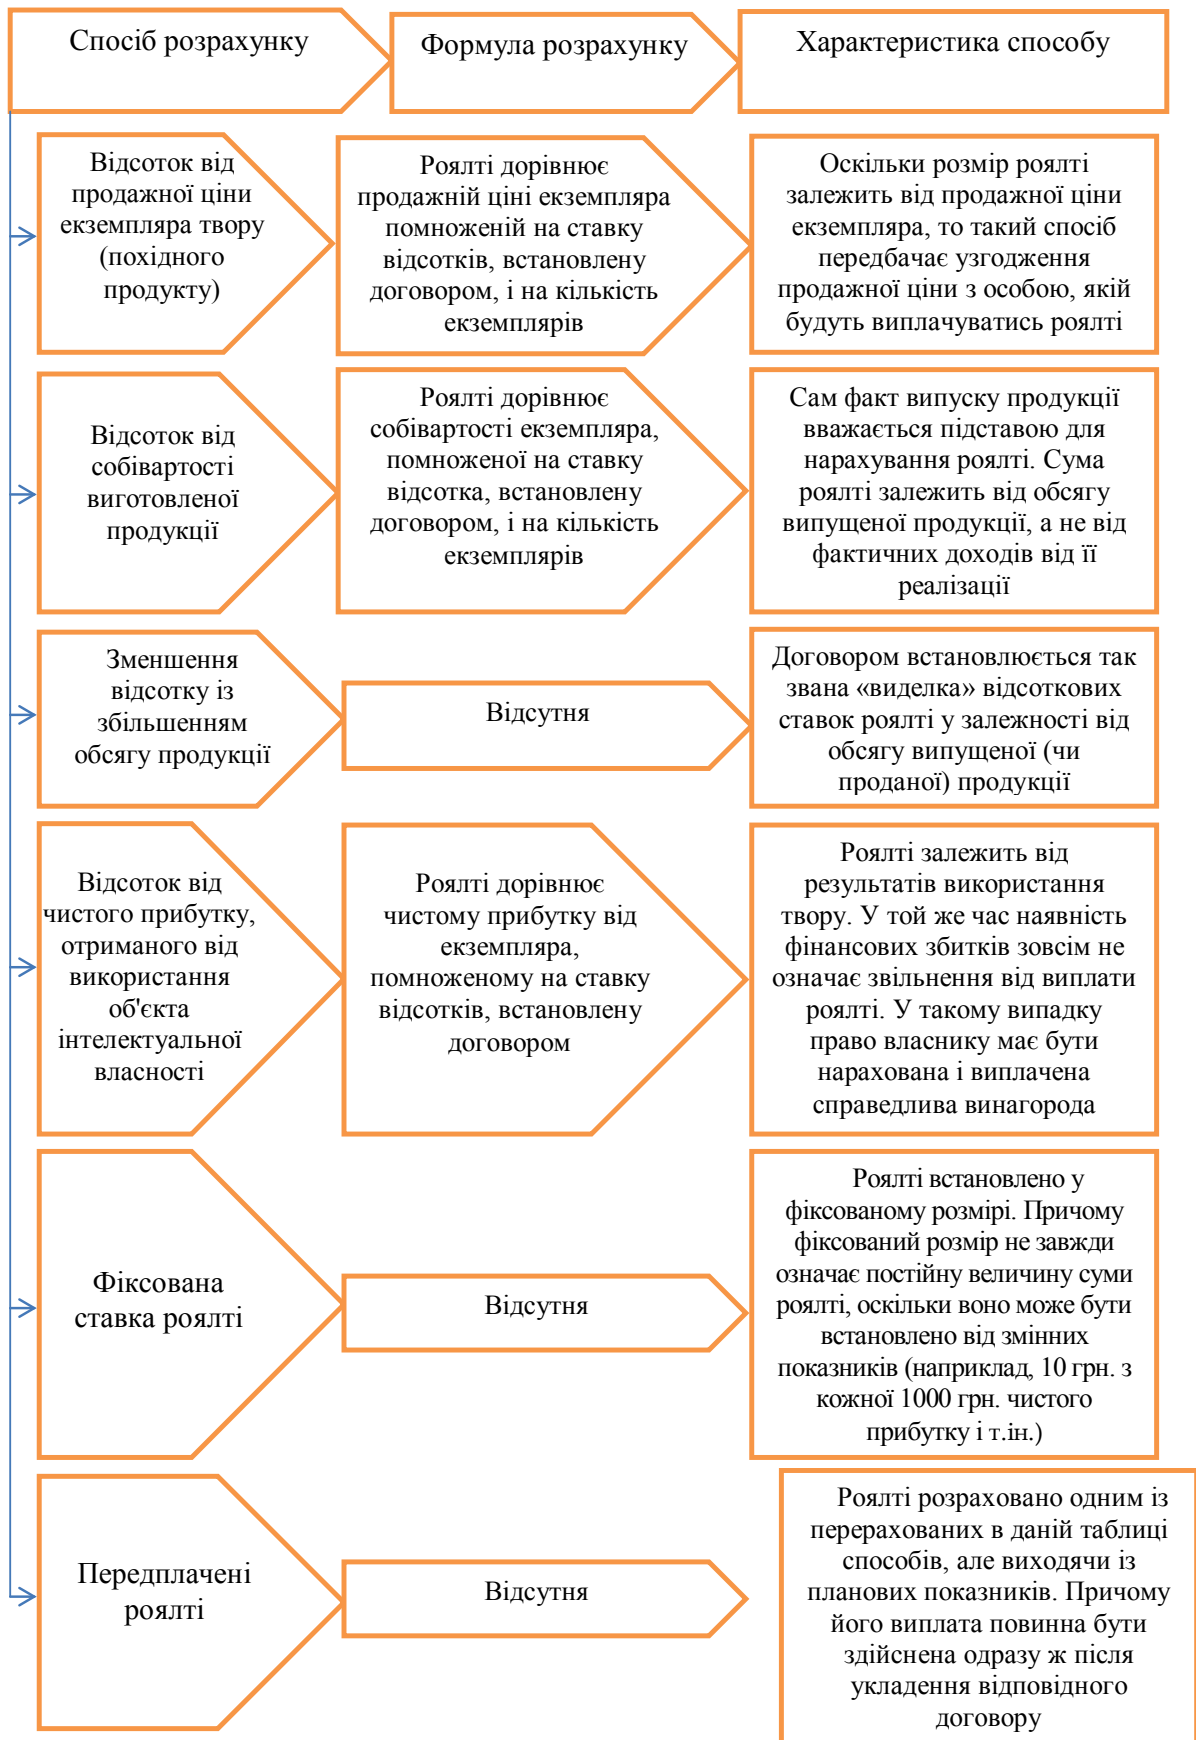 Спосіб розрахунку
Формула розрахунку
Характеристика способу
Відсоток від
продажної ціни
екземпляра твору
(похідного
продукту)
Роялті дорівнює
продажній ціні екземпляра
помноженій на ставку
відсотків, встановлену
договором, і на кількість
екземплярів
Оскільки розмір роялті
залежить від продажної ціни
екземпляра, то такий спосіб
передбачає узгодження
продажної ціни з особою, якій
будуть виплачуватись роялті
Відсоток від
собівартості
виготовленої
продукції
Роялті дорівнює
собівартості екземпляра,
помноженої на ставку
відсотка, встановлену
договором, і на кількість
екземплярів
Сам факт випуску продукції
вважається підставою для
нарахування роялті. Сума
роялті залежить від обсягу
випущеної продукції, а не від
фактичних доходів від її
реалізації
Зменшення
відсотку із
збільшенням
обсягу продукції
Відсутня
Договором встановлюється так
звана «виделка» відсоткових
ставок роялті у залежності від
обсягу випущеної (чи
проданої) продукції
Відсоток від
чистого прибутку,
отриманого від
використання
об'єкта
інтелектуальної
власності
Роялті дорівнює
чистому прибутку від
екземпляра,
помноженому на ставку
відсотків, встановлену
договором
Роялті залежить від
результатів використання
твору. У той же час наявність
фінансових збитків зовсім не
означає звільнення від виплати
роялті. У такому випадку
право власнику має бути
нарахована і виплачена
справедлива винагорода
Фіксована
ставка роялті
Відсутня
Роялті встановлено у
фіксованому розмірі. Причому
фіксований розмір не завжди
означає постійну величину суми
роялті, оскільки воно може бути
встановлено від змінних
показників (наприклад, 10 грн. з
кожної 1000 грн. чистого
прибутку і т.ін.)
Передплачені
роялті
Відсутня
Роялті розраховано одним із
перерахованих в даній таблиці
способів, але виходячи із
планових показників. Причому
його виплата повинна бути
здійснена одразу ж після
укладення відповідного
договору